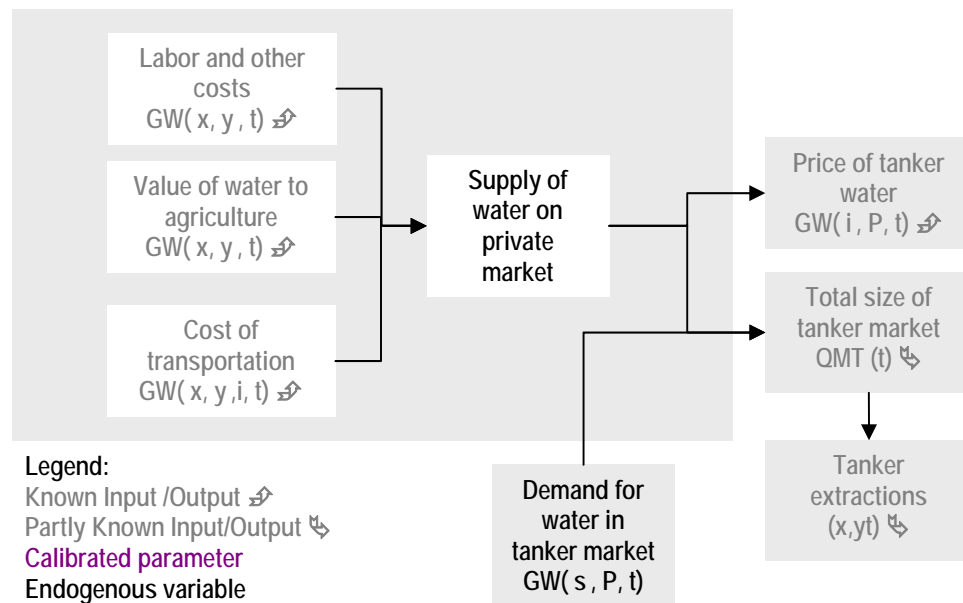 Labor and other
costs
GW( x, y , t)
Value of water to
agriculture
GW( x, y, t)
Cost of
transportation
GW( x, y ,i, t)
Supply of
water on
private
market
Price of tanker
water
GW( i , P, t)
Total size of
tanker market
QMT (t)
Tanker
extractions
(x,yt)
Demand for
water in
tanker market
GW( s , P, t)
Legend:
Known Input /Output
Partly Known Input/Output
Calibrated parameter
Endogenous variable